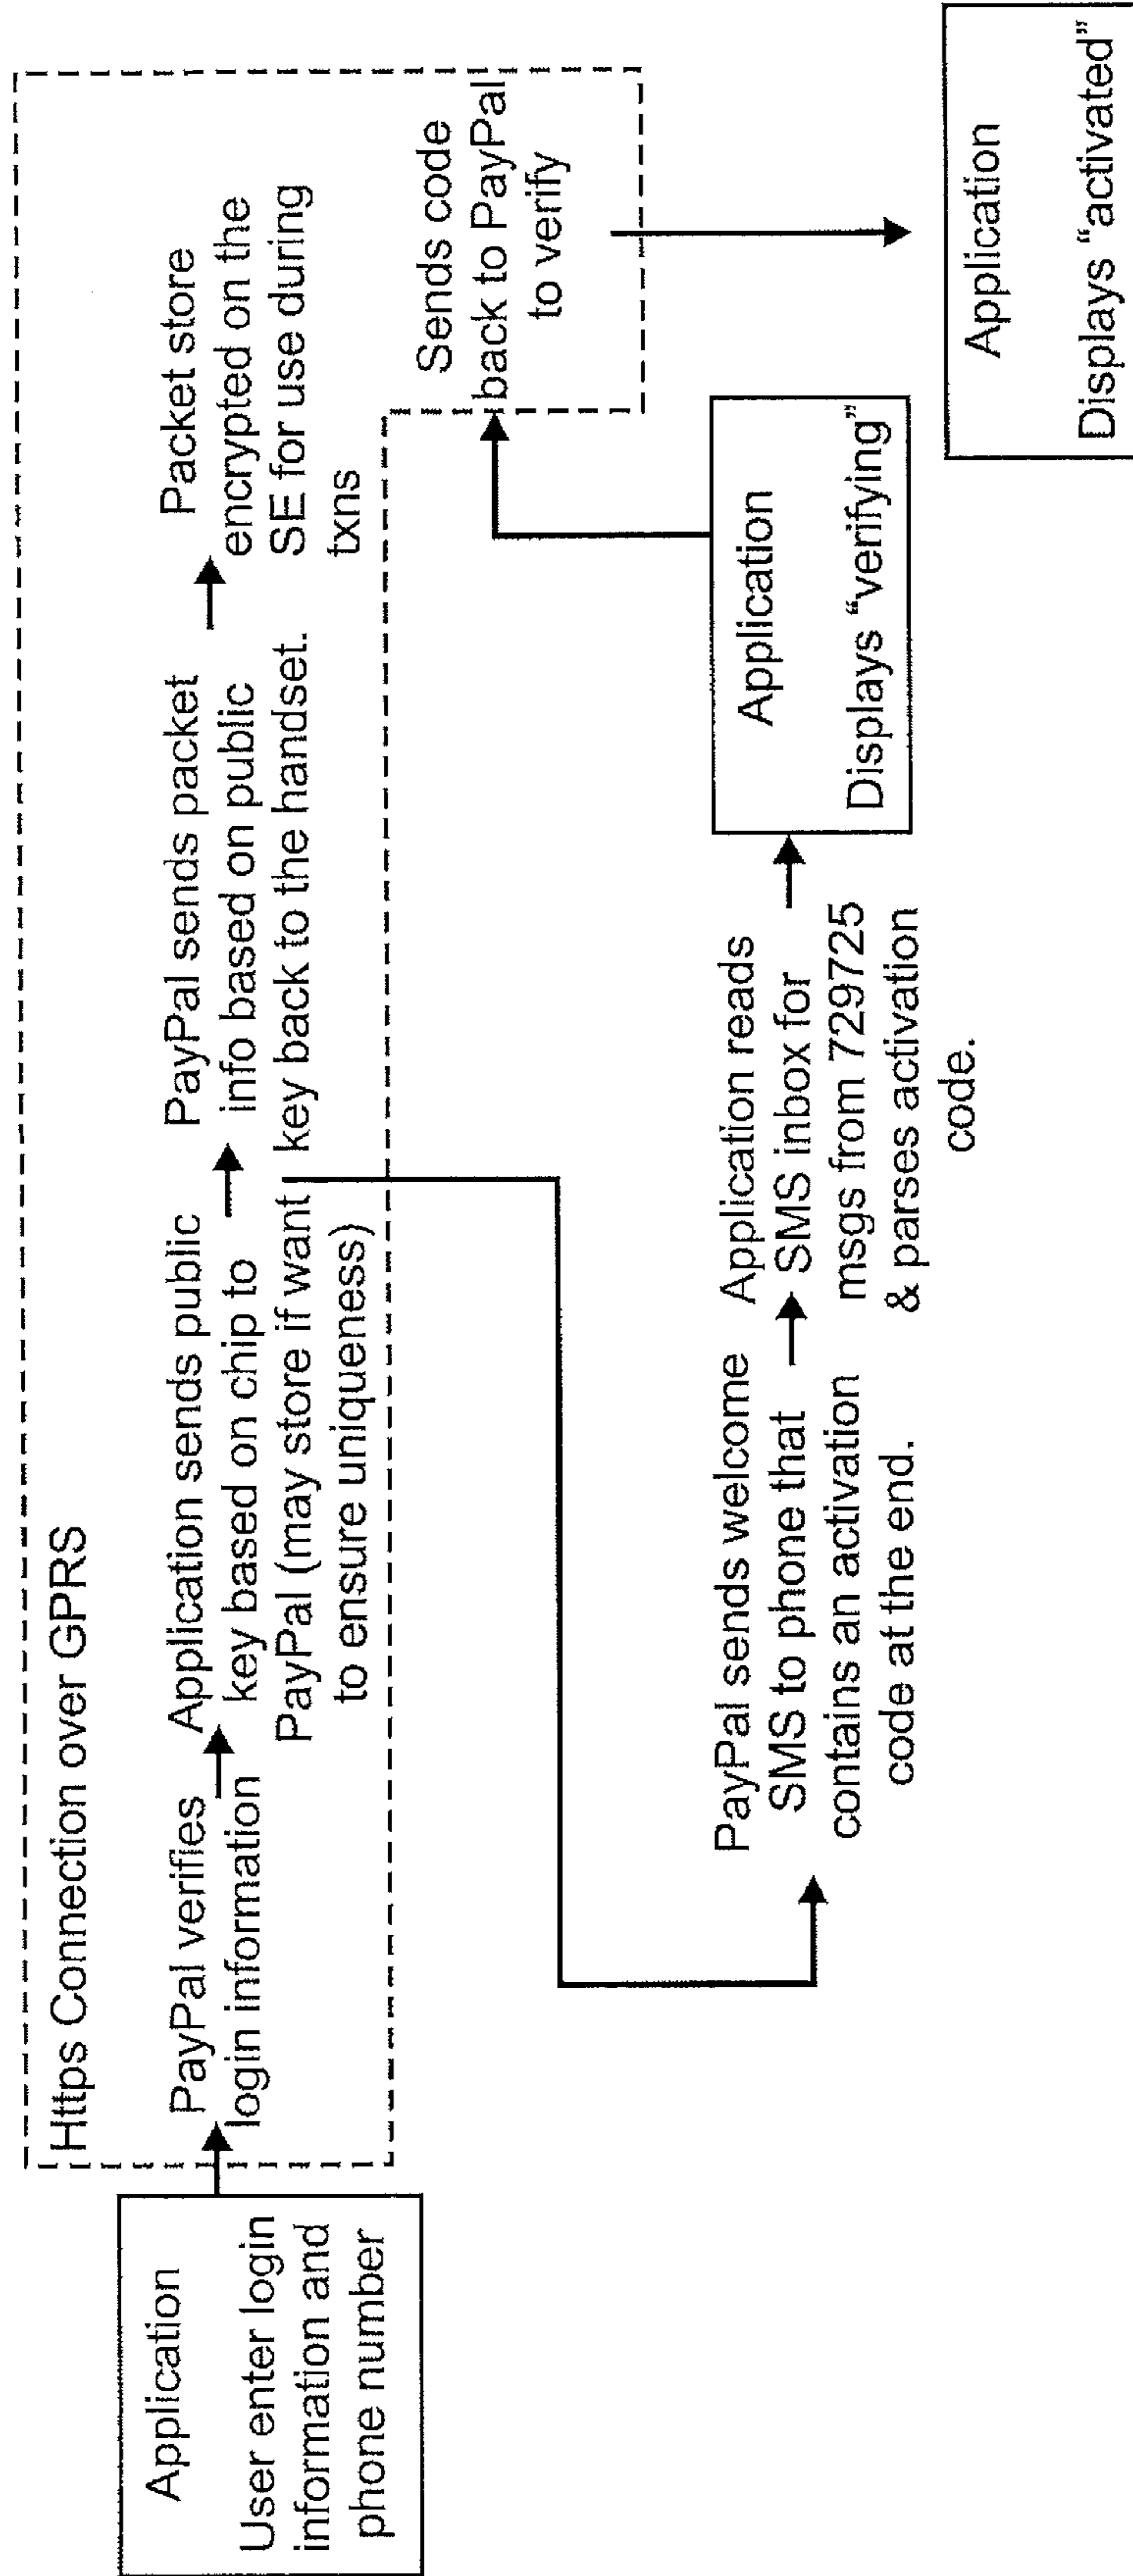 Https Connection over GPRS
Application
User enter login
information and
phone number
PayPal verifies
login information
Application sends public
key based on chip to
PayPal (may store if want
to ensure uniqueness)
PayPal sends packet
info based on public
key back to the handset.
Packet store
encrypted on the
SE for use during
txns
PayPal sends welcome
SMS to phone that
contains an activation
code at the end.
Application reads
SMS inbox for
msgs from 729725
& parses activation
code.
Application
Displays “verifying”
Sends code
back to PayPal
to verify
Application
Displays “activated”